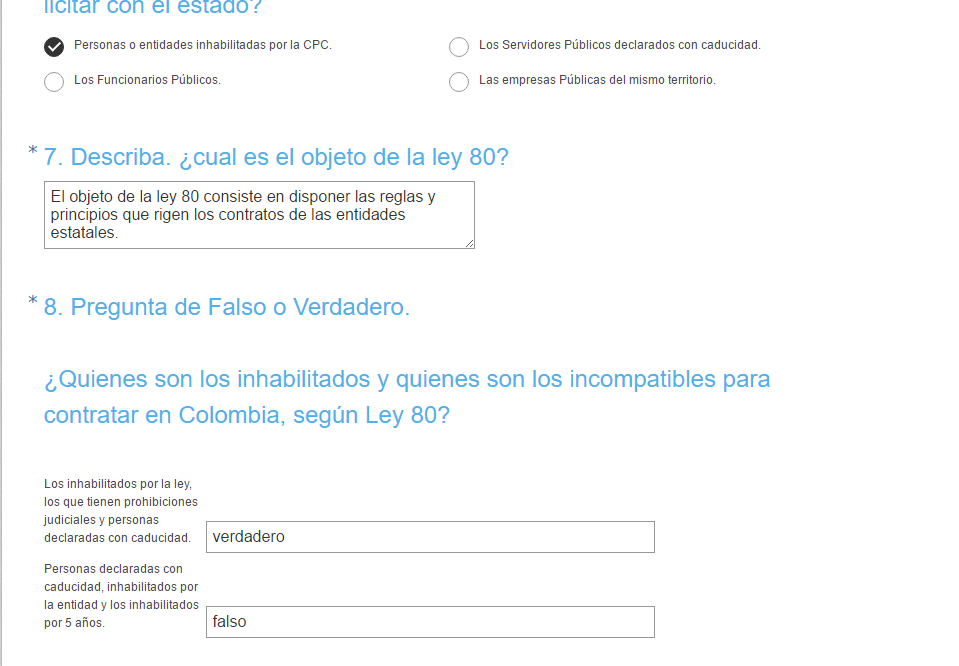 licitar con el estado?
Personas o entidades inhabilitadas por la CPC.
Los Servidores Públicos declarados con caducidad.
Los Funcionarios Públicos.
Las empresas Públicas del mismo territorio.
* 7. Describa. ¿cual es el objeto de la ley 80?
El objeto de la ley 80 consiste en disponer las reglas y
principios que rigen los contratos de las entidades
estatales.
* 8. Pregunta de Falso o Verdadero.
¿Quienes son los inhabilitados y quienes son los incompatibles para
contratar en Colombia, según Ley 80?
Los inhabilitados por la ley,
los que tienen prohibiciones
judiciales y personas
declaradas con caducidad.
verdadero
Personas declaradas con
caducidad, inhabilitados por
la entidad y los inhabilitados
por 5 años.
falso